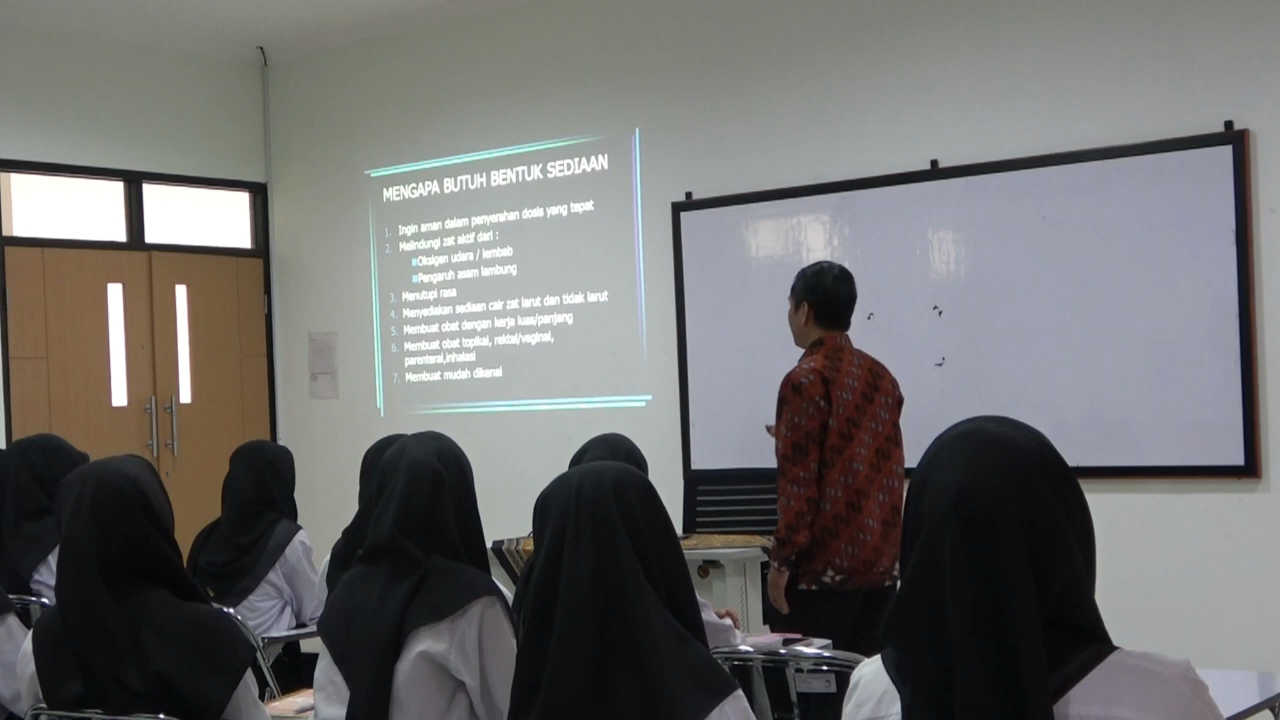 MENGAPA BUTUH BENTUK SEDIAAN
1. Ingin aman dalam penyerahan dosis yang tepat
2. Melindungi zat aktif dari :
Oksigen udara / lembab
Pengaruh asam lambung
3. Menutupi rasa
4. Menyediakan sediaan cair zat larut dan tidak larut
5. Membuat obat dengan kerja luas/panjang
6. Membuat obat topikal, rektal/vaginal,
parenteral,inhalasi
7. Membuat mudah dikenai